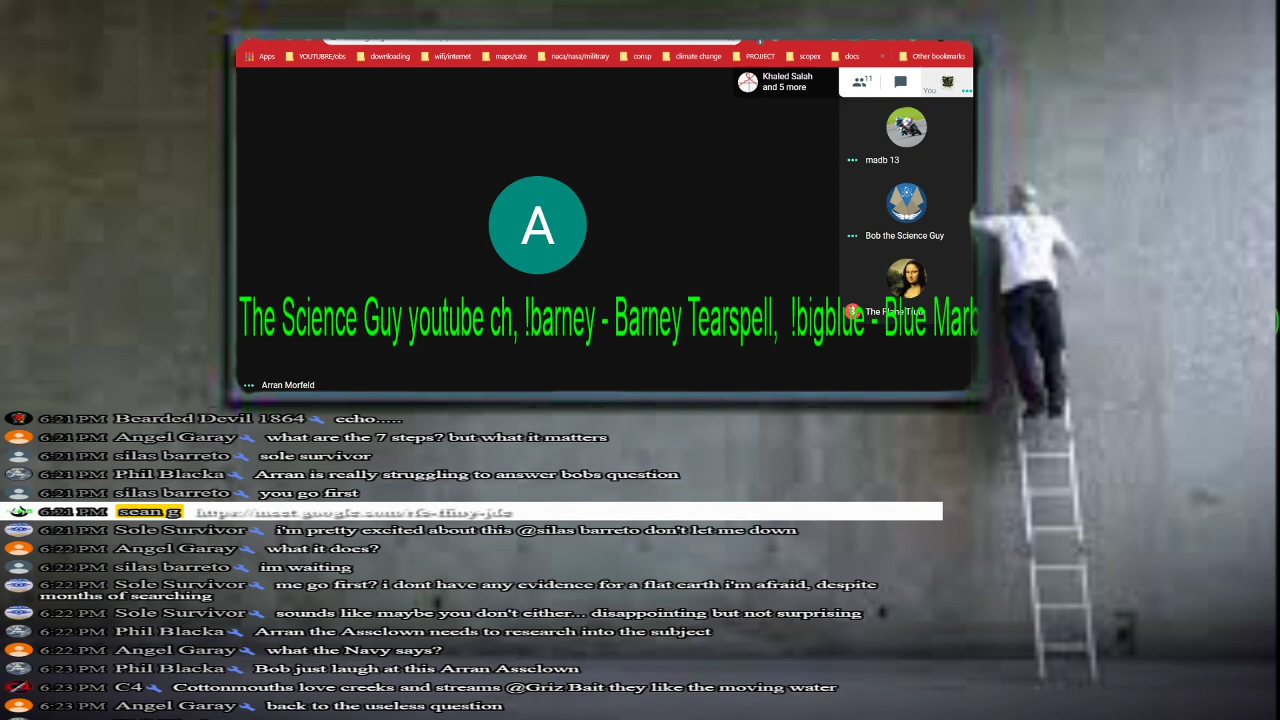 Apps YOUTUBRE/obs downloading wifi/internet maps/sate naca/nasa/militrary consp climate change PROJJECT scopex docs Other bookmarks
Khaled Salah
and 5 more
11
You
madb 13
Bob the Science Guy
The Plane Truth
The Science Guy youtube ch, !barney - Barney Tearspell, !bigblue - Blue Marb
A
Arran Morfeld
6:21 PM Bearded Devil 1864 echo.....
6:21 PM Angel Garay what are the 7 steps? but what it matters
6:21 PM silas barreto sole survivor
6:21 PM Phil Blacka Arran is really struggling to answer bobs question
6:21 PM silas barreto you go first
6:21 PM sean g
6:21 PM Sole Survivor i'm pretty excited about this @silas barreto don't let me down
6:22 PM Angel Garay what it does?
6:22 PM silas barreto im waiting
6:22 PM Sole Survivor me go first? i dont have any evidence for a flat earth i'm afraid, despite
months of searching
6:22 PM Sole Survivor sounds like maybe you don't either... disappointing but not surprising
6:22 PM Phil Blacka Arran the Assclown needs to research into the subject
6:22 PM Angel Garay what the Navy says?
6:23 PM Phil Blacka Bob just laugh at this Arran Assclown
6:23 PM C4 Cottonmouths love creeks and streams @Griz Bait they like the moving water
6:23 PM Angel Garay back to the useless question